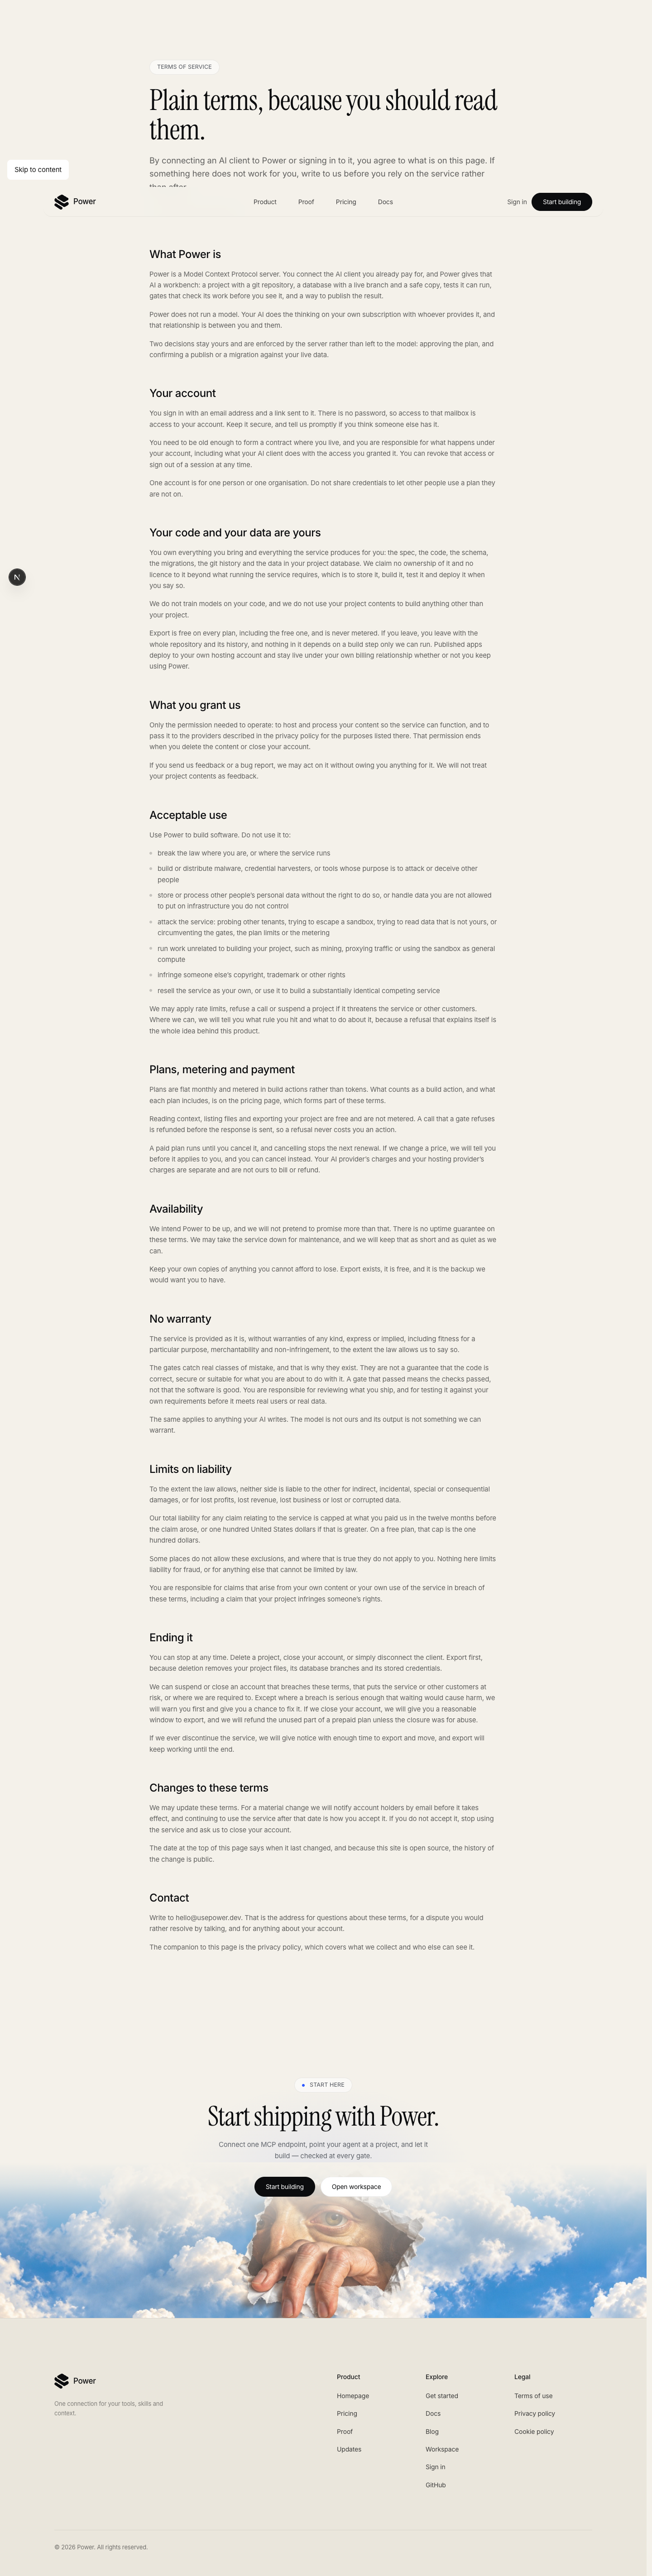 TERMS OF SERVICE
Plain terms, because you should read
them.
By connecting an AI client to Power or signing in to it, you agree to what is on this page. If
something here does not work for you, write to us before you rely on the service rather
than after.
Skip to content
Power
Product
Proof
Pricing
Docs
Sign in
Start building
What Power is
Power is a Model Context Protocol server. You connect the AI client you already pay for, and Power gives that
AI a workbench: a project with a git repository, a database with a live branch and a safe copy, tests it can run,
gates that check its work before you see it, and a way to publish the result.
Power does not run a model. Your AI does the thinking on your own subscription with whoever provides it, and
that relationship is between you and them.
Two decisions stay yours and are enforced by the server rather than left to the model: approving the plan, and
confirming a publish or a migration against your live data.
Your account
You sign in with an email address and a link sent to it. There is no password, so access to that mailbox is
access to your account. Keep it secure, and tell us promptly if you think someone else has it.
You need to be old enough to form a contract where you live, and you are responsible for what happens under
your account, including what your AI client does with the access you granted it. You can revoke that access or
sign out of a session at any time.
One account is for one person or one organisation. Do not share credentials to let other people use a plan they
are not on.
Your code and your data are yours
You own everything you bring and everything the service produces for you: the spec, the code, the schema,
the migrations, the git history and the data in your project database. We claim no ownership of it and no
licence to it beyond what running the service requires, which is to store it, build it, test it and deploy it when
you say so.
We do not train models on your code, and we do not use your project contents to build anything other than
your project.
Export is free on every plan, including the free one, and is never metered. If you leave, you leave with the
whole repository and its history, and nothing in it depends on a build step only we can run. Published apps
deploy to your own hosting account and stay live under your own billing relationship whether or not you keep
using Power.
What you grant us
Only the permission needed to operate: to host and process your content so the service can function, and to
pass it to the providers described in the privacy policy for the purposes listed there. That permission ends
when you delete the content or close your account.
If you send us feedback or a bug report, we may act on it without owing you anything for it. We will not treat
your project contents as feedback.
Acceptable use
Use Power to build software. Do not use it to:
break the law where you are, or where the service runs
build or distribute malware, credential harvesters, or tools whose purpose is to attack or deceive other
people
store or process other people's personal data without the right to do so, or handle data you are not allowed
to put on infrastructure you do not control
attack the service: probing other tenants, trying to escape a sandbox, trying to read data that is not yours, or
circumventing the gates, the plan limits or the metering
run work unrelated to building your project, such as mining, proxying traffic or using the sandbox as general
compute
infringe someone else's copyright, trademark or other rights
resell the service as your own, or use it to build a substantially identical competing service
We may apply rate limits, refuse a call or suspend a project if it threatens the service or other customers.
Where we can, we will tell you what rule you hit and what to do about it, because a refusal that explains itself is
the whole idea behind this product.
Plans, metering and payment
Plans are flat monthly and metered in build actions rather than tokens. What counts as a build action, and what
each plan includes, is on the pricing page, which forms part of these terms.
Reading context, listing files and exporting your project are free and are not metered. A call that a gate refuses
is refunded before the response is sent, so a refusal never costs you an action.
A paid plan runs until you cancel it, and cancelling stops the next renewal. If we change a price, we will tell you
before it applies to you, and you can cancel instead. Your AI provider's charges and your hosting provider's
charges are separate and are not ours to bill or refund.
Availability
We intend Power to be up, and we will not pretend to promise more than that. There is no uptime guarantee on
these terms. We may take the service down for maintenance, and we will keep that as short and as quiet as we
can.
Keep your own copies of anything you cannot afford to lose. Export exists, it is free, and it is the backup we
would want you to have.
No warranty
The service is provided as it is, without warranties of any kind, express or implied, including fitness for a
particular purpose, merchantability and non-infringement, to the extent the law allows us to say so.
The gates catch real classes of mistake, and that is why they exist. They are not a guarantee that the code is
correct, secure or suitable for what you are about to do with it. A gate that passed means the checks passed,
not that the software is good. You are responsible for reviewing what you ship, and for testing it against your
own requirements before it meets real users or real data.
The same applies to anything your AI writes. The model is not ours and its output is not something we can
warrant.
Limits on liability
To the extent the law allows, neither side is liable to the other for indirect, incidental, special or consequential
damages, or for lost profits, lost revenue, lost business or lost or corrupted data.
Our total liability for any claim relating to the service is capped at what you paid us in the twelve months before
the claim arose, or one hundred United States dollars if that is greater. On a free plan, that cap is the one
hundred dollars.
Some places do not allow these exclusions, and where that is true they do not apply to you. Nothing here limits
liability for fraud, or for anything else that cannot be limited by law.
You are responsible for claims that arise from your own content or your own use of the service in breach of
these terms, including a claim that your project infringes someone's rights.
Ending it
You can stop at any time. Delete a project, close your account, or simply disconnect the client. Export first,
because deletion removes your project files, its database branches and its stored credentials.
We can suspend or close an account that breaches these terms, that puts the service or other customers at
risk, or where we are required to. Except where a breach is serious enough that waiting would cause harm, we
will warn you first and give you a chance to fix it. If we close your account, we will give you a reasonable
window to export, and we will refund the unused part of a prepaid plan unless the closure was for abuse.
If we ever discontinue the service, we will give notice with enough time to export and move, and export will
keep working until the end.
Changes to these terms
We may update these terms. For a material change we will notify account holders by email before it takes
effect, and continuing to use the service after that date is how you accept it. If you do not accept it, stop using
the service and ask us to close your account.
The date at the top of this page says when it last changed, and because this site is open source, the history of
the change is public.
Contact
Write to hello@usepower.dev. That is the address for questions about these terms, for a dispute you would
rather resolve by talking, and for anything about your account.
The companion to this page is the privacy policy, which covers what we collect and who else can see it.
START HERE
Start shipping with Power.
Connect one MCP endpoint, point your agent at a project, and let it
build — checked at every gate.
Start building
Open workspace
Power
One connection for your tools, skills and
context.
Product
Homepage
Pricing
Proof
Updates
Explore
Get started
Docs
Blog
Workspace
Sign in
GitHub
Legal
Terms of use
Privacy policy
Cookie policy
© 2026 Power. All rights reserved.